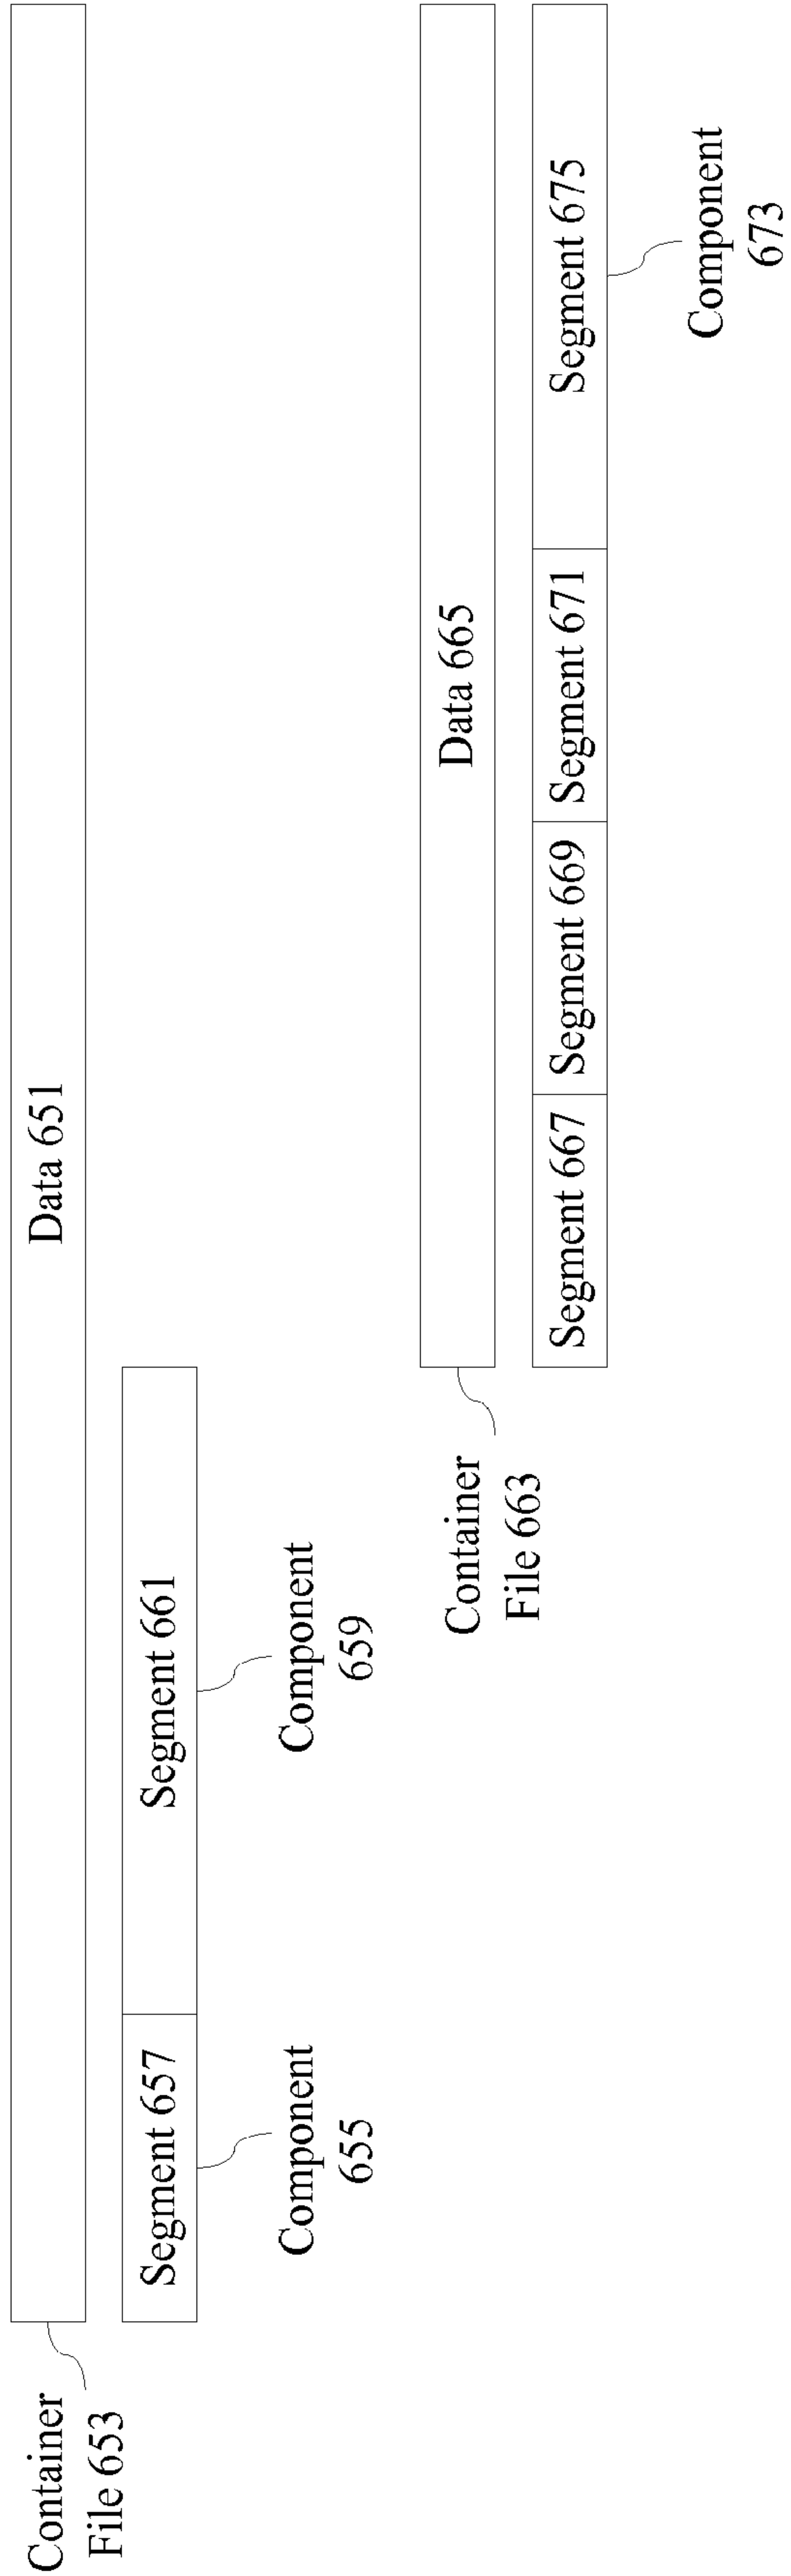 Data 651
Container
File 653
Segment 657
Segment 661
Component
655
Component
659
Data 665
Container
File 663
Segment 667
Segment 669
Segment 671
Segment 675
Component
673